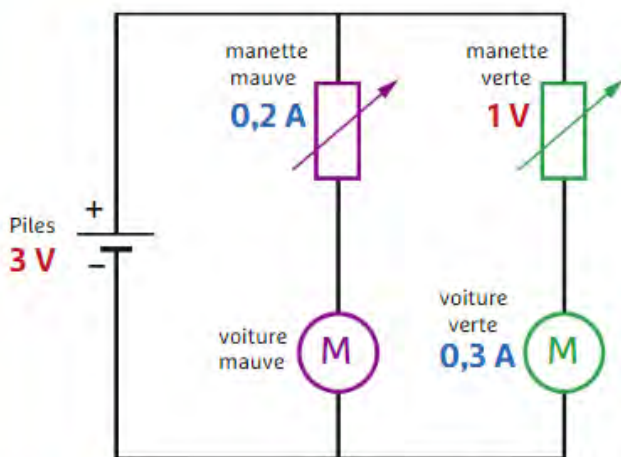 manette
mauve
0,2 A
manette
verte
1 V
Piles
+
3 V
–
voiture
mauve
M
voiture
verte
0,3 A
M